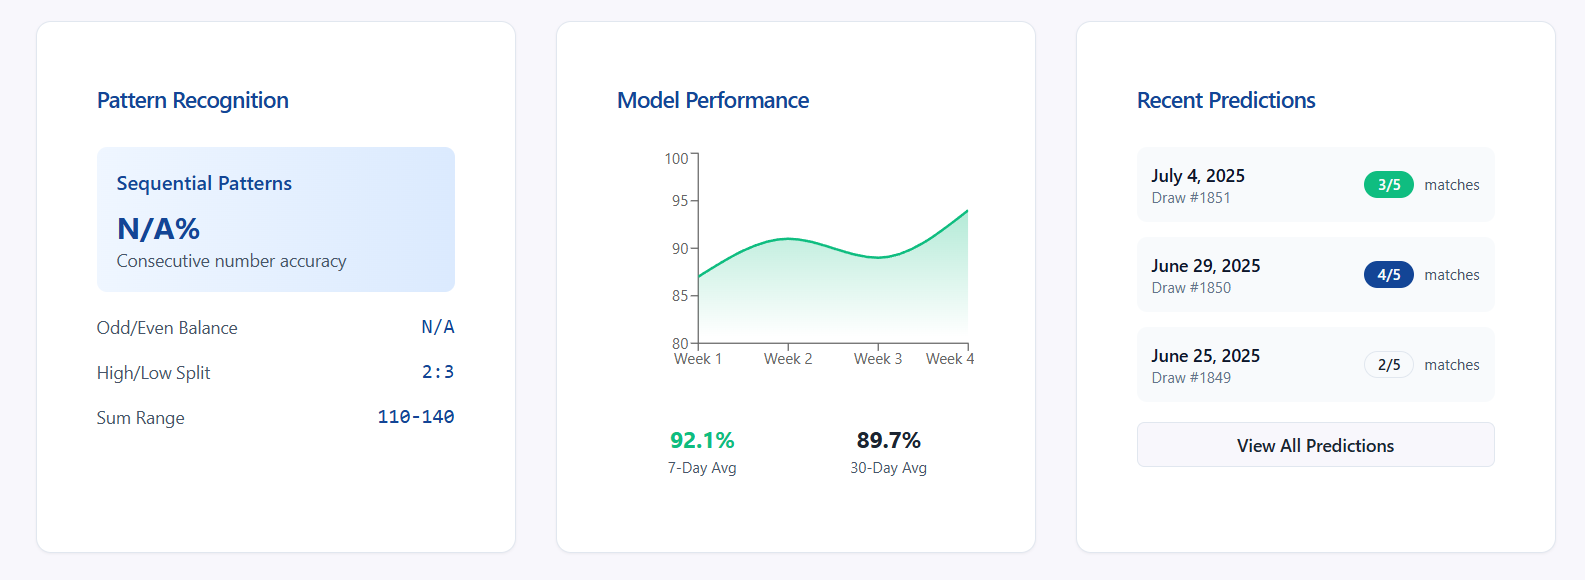 Pattern Recognition
Sequential Patterns
N/A%
Consecutive number accuracy
Odd/Even Balance N/A
High/Low Split 2:3
Sum Range 110-140
Model Performance
100
95
90
85
80
Week 1 Week 2 Week 3 Week 4
92.1% 89.7%
7-Day Avg 30-Day Avg
Recent Predictions
July 4, 2025
Draw #1851
3/5 matches
June 29, 2025
Draw #1850
4/5 matches
June 25, 2025
Draw #1849
2/5 matches
View All Predictions